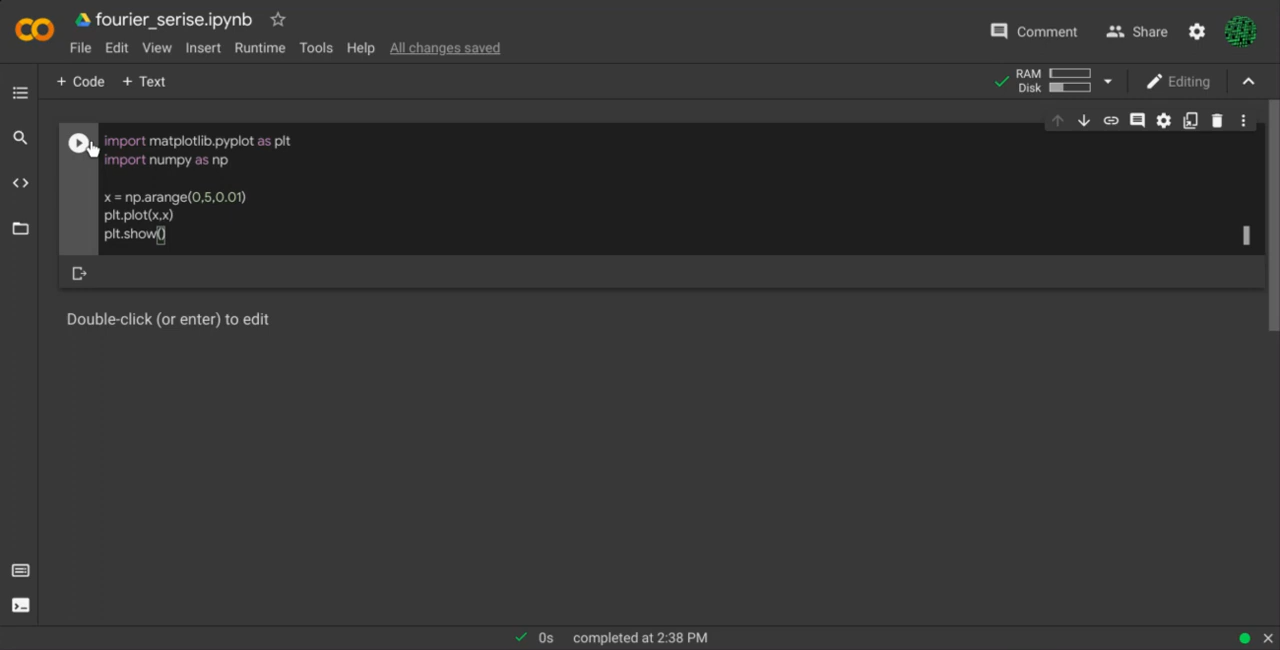 fourier_serise.ipynb
Comment
Share
File Edit View Insert Runtime Tools Help All changes saved
+ Code + Text
RAM
Disk
Editing
import matplotlib.pyplot as plt
import numpy as np
x = np.arange(0,5,0.01)
plt.plot(x,x)
plt.show()
Double-click (or enter) to edit
0s completed at 2:38 PM